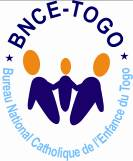 BNCE-TOGO
Bureau National Catholique de l'Enfance du Togo